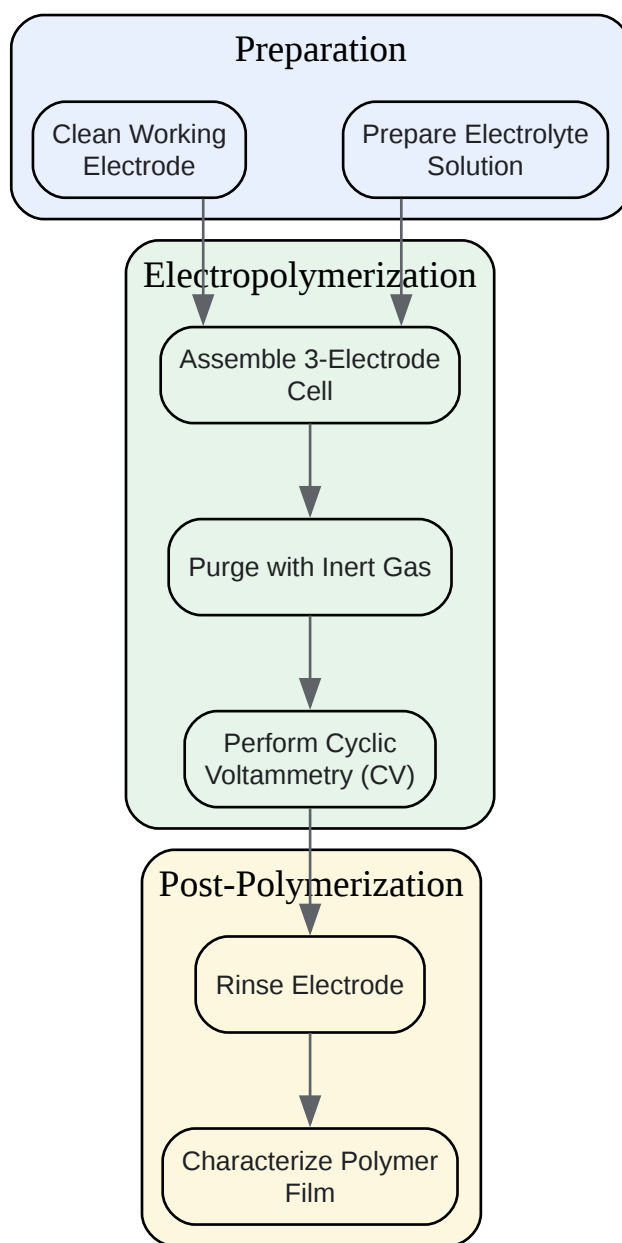 Preparation
Clean Working
Electrode
Prepare Electrolyte
Solution
Electropolymerization
Assemble 3-Electrode
Cell
Purge with Inert Gas
Perform Cyclic
Voltammetry (CV)
Post-Polymerization
Rinse Electrode
Characterize Polymer
Film